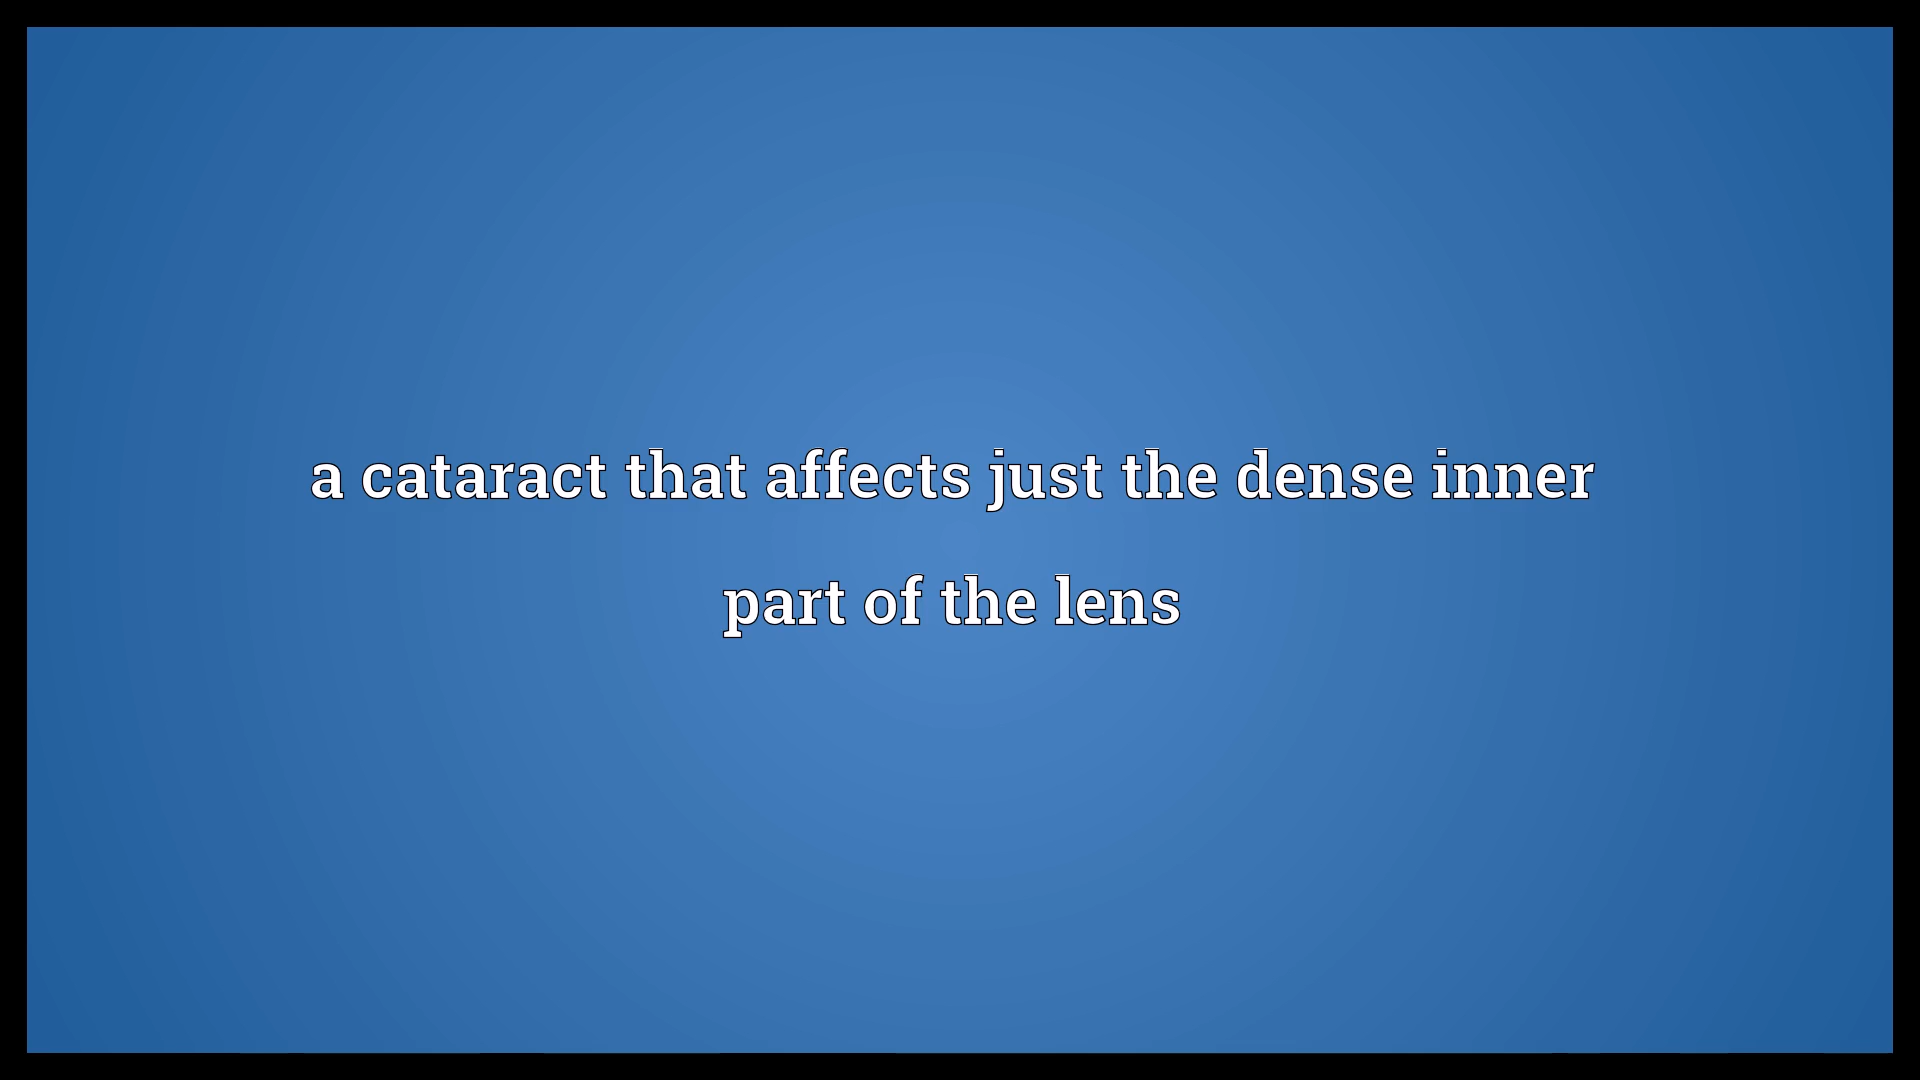 a cataract that affects just the dense inner
part of the lens